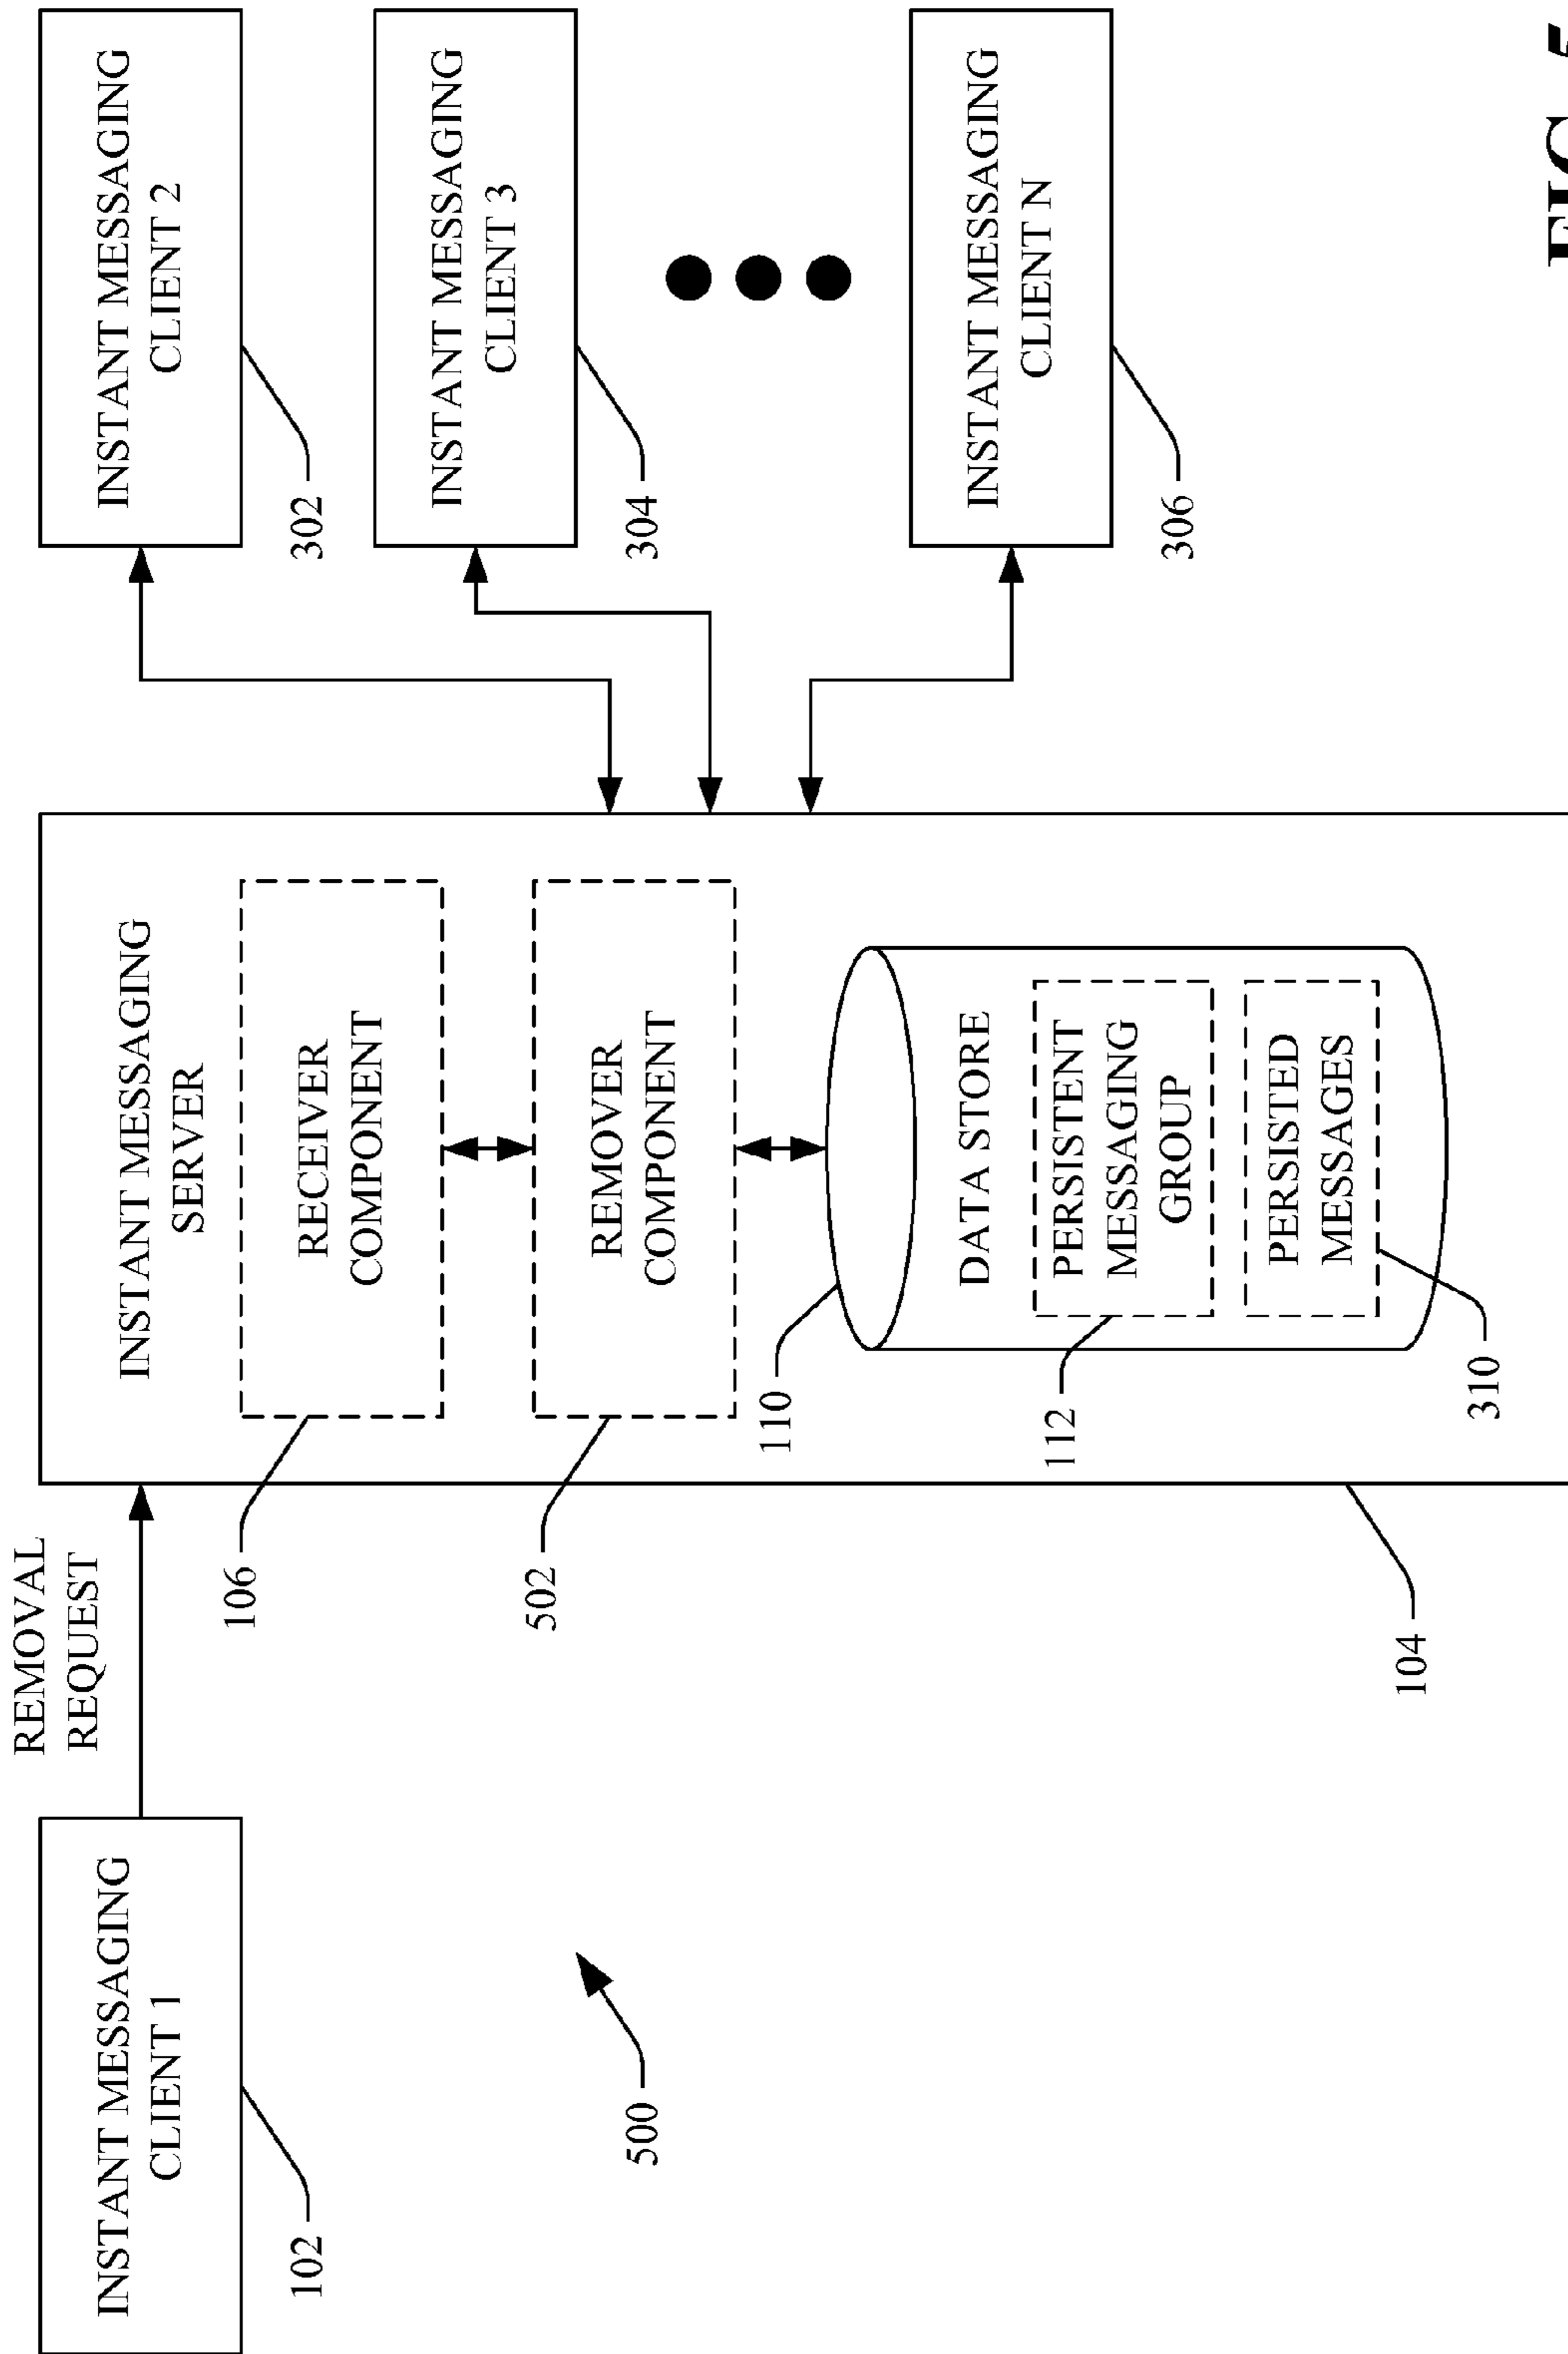 INSTANT MESSAGING
CLIENT 1
102
REMOVAL
REQUEST
500
INSTANT MESSAGING
SERVER
RECEIVER
COMPONENT
106
REMOVER
COMPONENT
502
110
DATA STORE
PERSISTENT
MESSAGING
GROUP
112
PERSISTED
MESSAGES
310
104
INSTANT MESSAGING
CLIENT 2
302
INSTANT MESSAGING
CLIENT 3
304
INSTANT MESSAGING
CLIENT N
306
FIG. 5